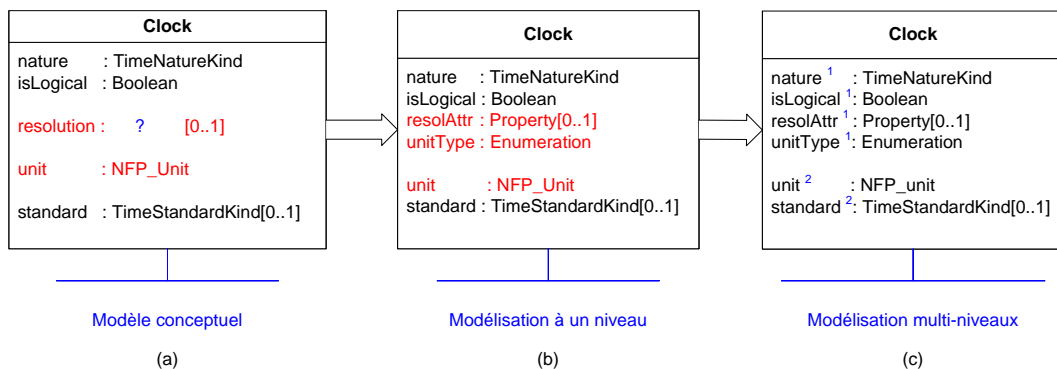 Clock
nature : TimeNatureKind
isLogical : Boolean
resolution : ? [0..1]
unit : NFP_Unit
standard : TimeStandardKind[0..1]
Modèle conceptuel
(a)
Clock
nature : TimeNatureKind
isLogical : Boolean
resolAttr : Property[0..1]
unitType : Enumeration
unit : NFP_Unit
standard : TimeStandardKind[0..1]
Modélisation à un niveau
(b)
Clock
nature 1 : TimeNatureKind
isLogical 1: Boolean
resolAttr 1: Property[0..1]
unitType 1: Enumeration
unit 2 : NFP_unit
standard 2: TimeStandardKind[0..1]
Modélisation multi-niveaux
(c)